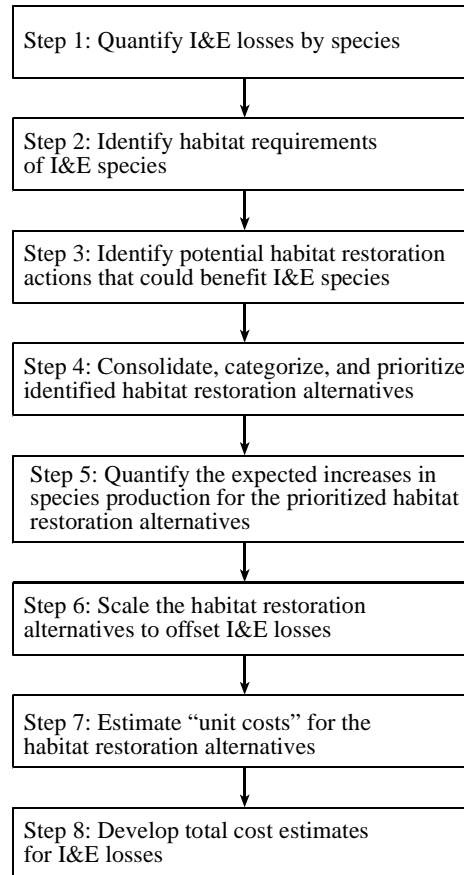 Step 1: Quantify I&E losses by species
Step 2: Identify habitat requirements
of I&E species
Step 3: Identify potential habitat restoration
actions that could benefit I&E species
Step 4: Consolidate, categorize, and prioritize
identified habitat restoration alternatives
Step 5: Quantify the expected increases in
species production for the prioritized habitat
restoration alternatives
Step 6: Scale the habitat restoration
alternatives to offset I&E losses
Step 7: Estimate “unit costs” for the
habitat restoration alternatives
Step 8: Develop total cost estimates
for I&E losses